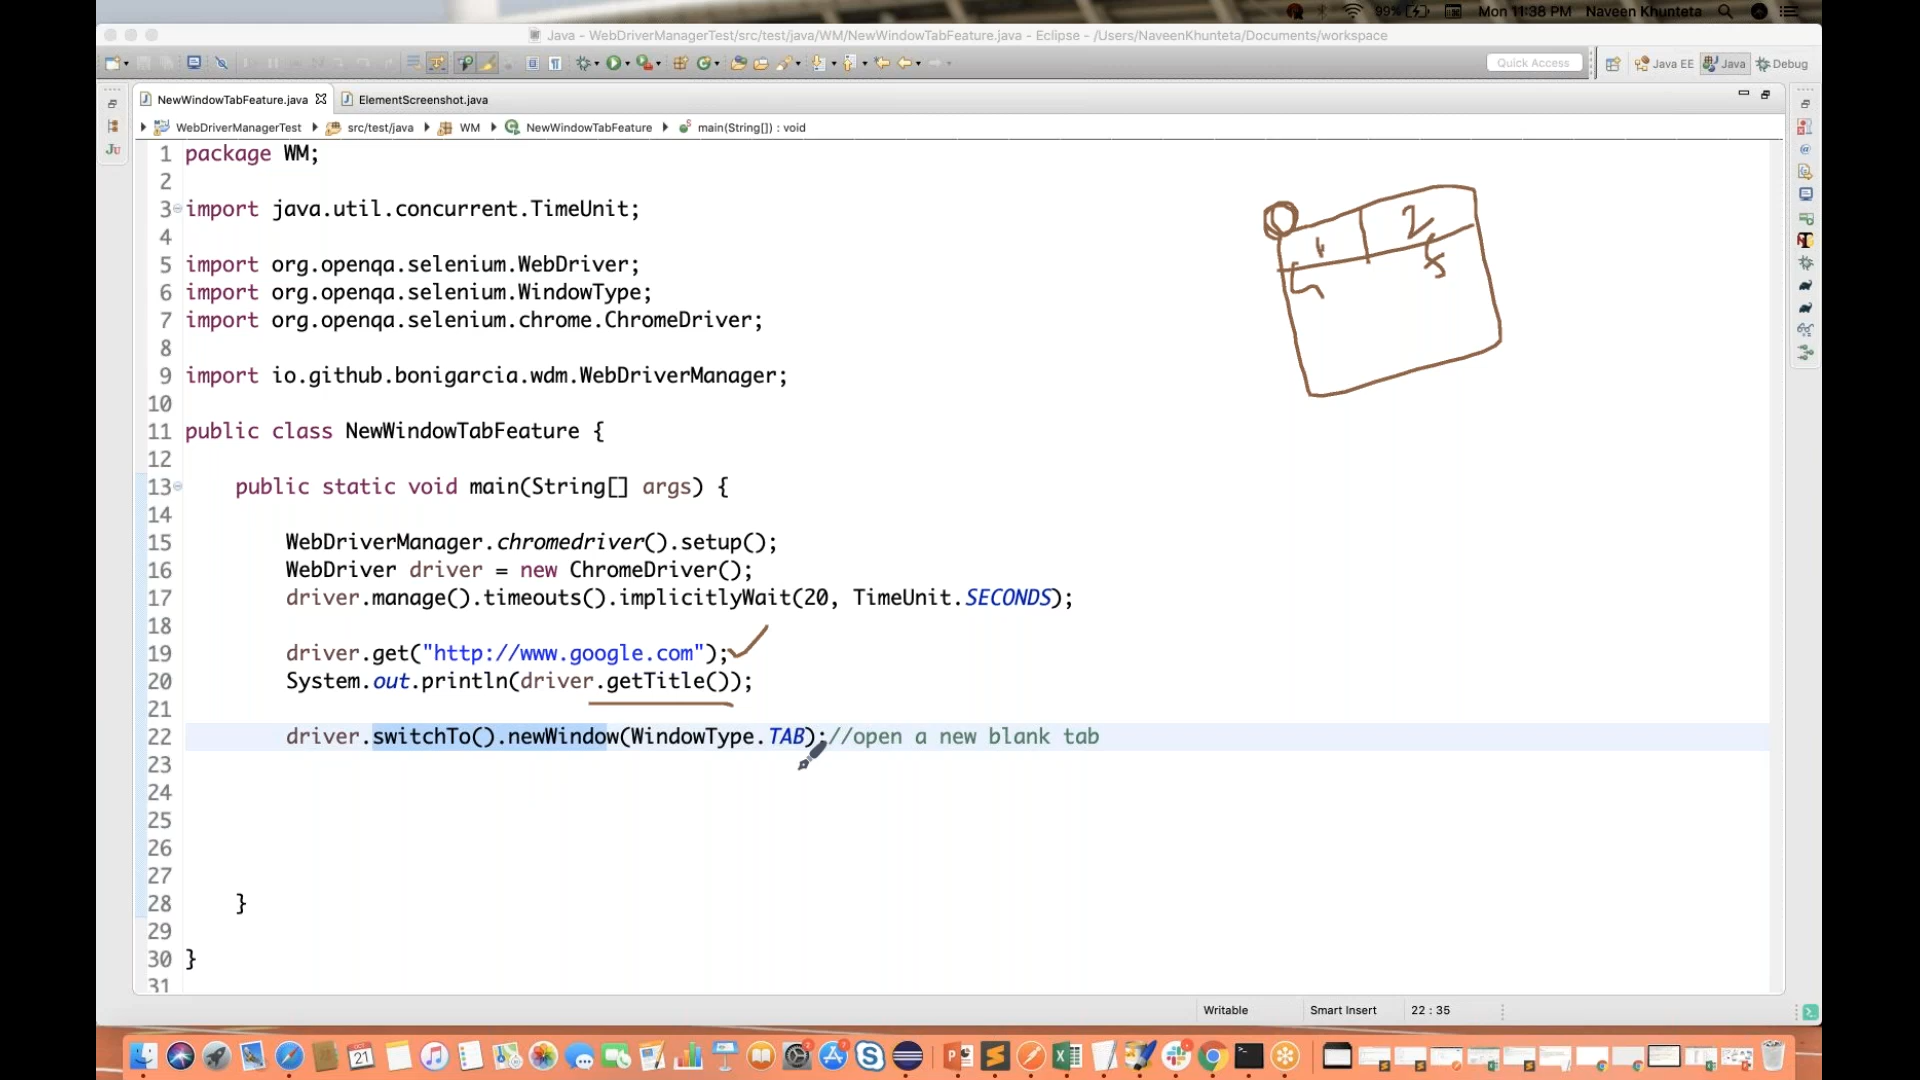 99% Mon 11:38 PM Naveen Khunteta
Java - WebDriverManagerTest/src/test/java/WM/NewWindowTabFeature.java - Eclipse - /Users/NaveenKhunteta/Documents/workspace
Quick Access Java EE Java Debug
NewWindowTabFeature.java ElementScreenshot.java
WebDriverManagerTest src/test/java WM NewWindowTabFeature main(String[]) : void
1 package WM;
2
3 import java.util.concurrent.TimeUnit;
4
5 import org.openqa.selenium.WebDriver;
6 import org.openqa.selenium.WindowType;
7 import org.openqa.selenium.chrome.ChromeDriver;
8
9 import io.github.bonigarcia.wdm.WebDriverManager;
10
11 public class NewWindowTabFeature {
12
13 public static void main(String[] args) {
14
15 WebDriverManager.chromedriver().setup();
16 WebDriver driver = new ChromeDriver();
17 driver.manage().timeouts().implicitlyWait(20, TimeUnit.SECONDS);
18
19 driver.get("http://www.google.com");
20 System.out.println(driver.getTitle());
21
22 driver.switchTo().newWindow(WindowType.TAB);//open a new blank tab
23
24
25
26
27
28 }
29
30 }
31
2
Writable Smart Insert 22 : 35